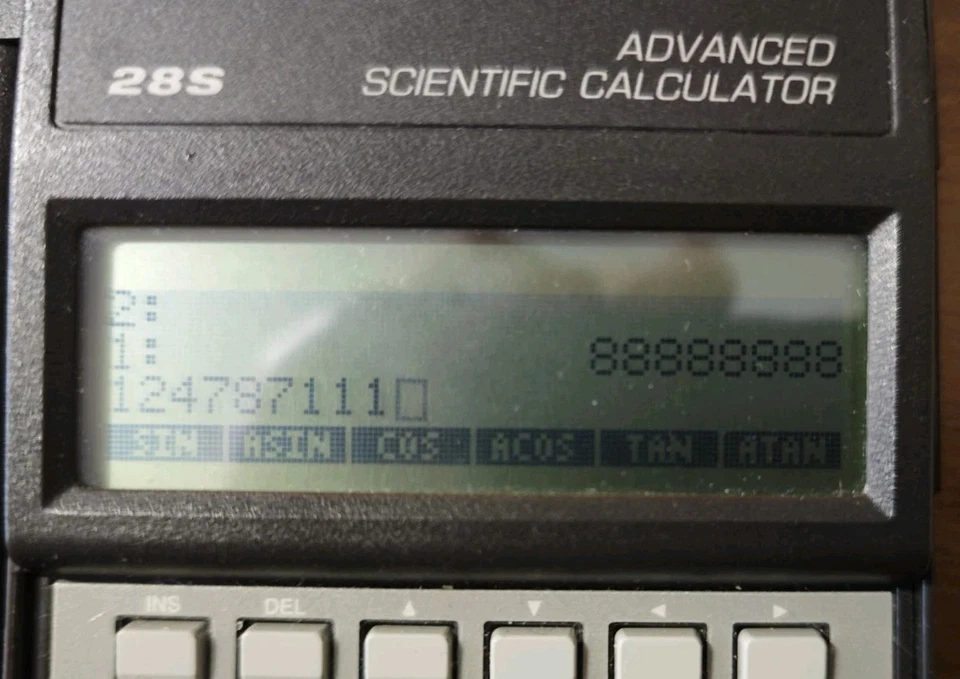 28S
ADVANCED
SCIENTIFIC CALCULATOR
2:
1: 88888888
124787111
SIN ASIN COS ACOS TAN ATAN
INS DEL ▲ ▼ ◀ ▶